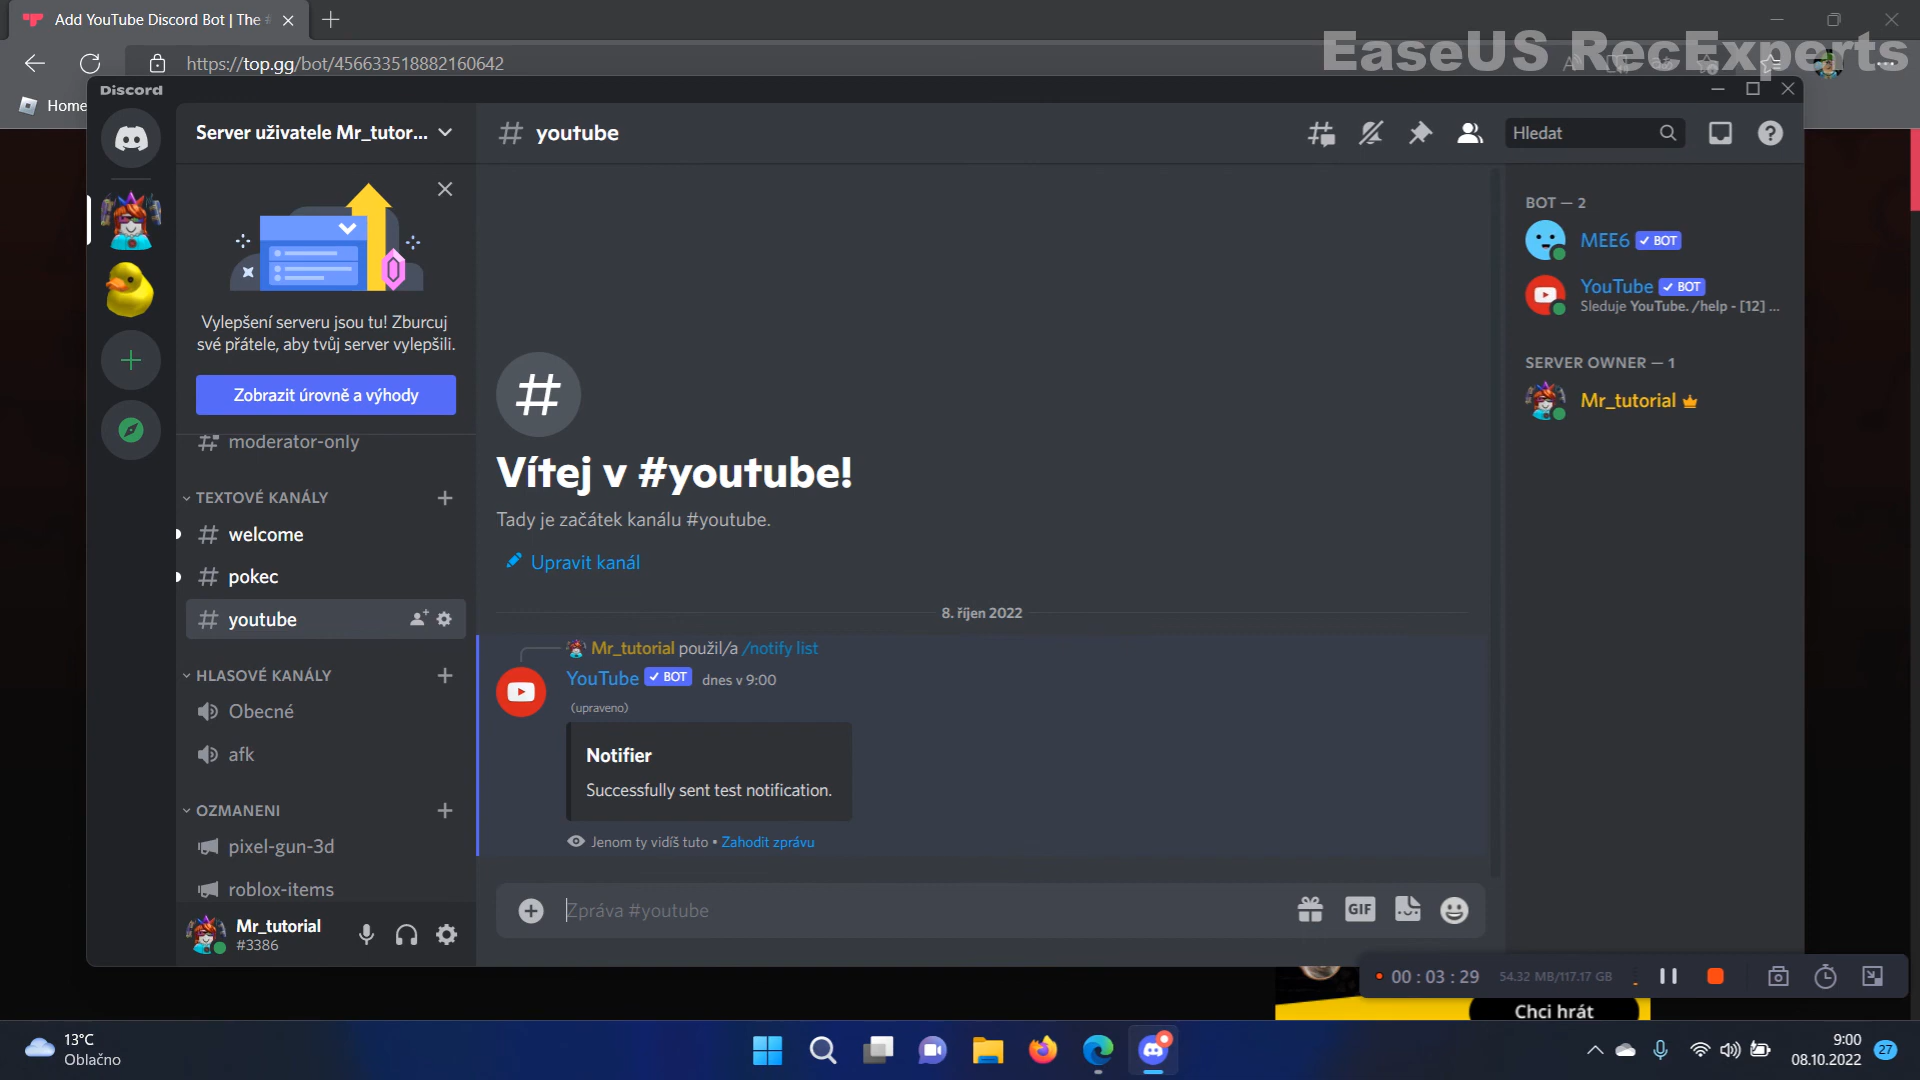 Add YouTube Discord Bot | The #
https://top.gg/bot/456633518882160642
EaseUS RecExperts
Home
Discord
Server uživatele Mr_tutor...
youtube
Hledat
Vylepšení serveru jsou tu! Zburcuj
své přátele, aby tvůj server vylepšili.
Zobrazit úrovně a výhody
moderator-only
TEXTOVÉ KANÁLY
welcome
pokec
youtube
HLASOVÉ KANÁLY
Obecné
afk
OZMANENI
pixel-gun-3d
roblox-items
Mr_tutorial
#3386
Vítej v #youtube!
Tady je začátek kanálu #youtube.
Upravit kanál
8. říjen 2022
Mr_tutorial použil/a /notify list
YouTube BOT dnes v 9:00
(upraveno)
Notifier
Successfully sent test notification.
Jenom ty vidíš tuto • Zahodit zprávu
Zpráva #youtube
GIF
BOT — 2
MEE6 BOT
YouTube BOT
Sleduje YouTube. /help - [12] ...
SERVER OWNER — 1
Mr_tutorial
00 : 03 : 29 54.32 MB/117.17 GB
Chci hrát
13°C
Oblačno
9:00
08.10.2022
27